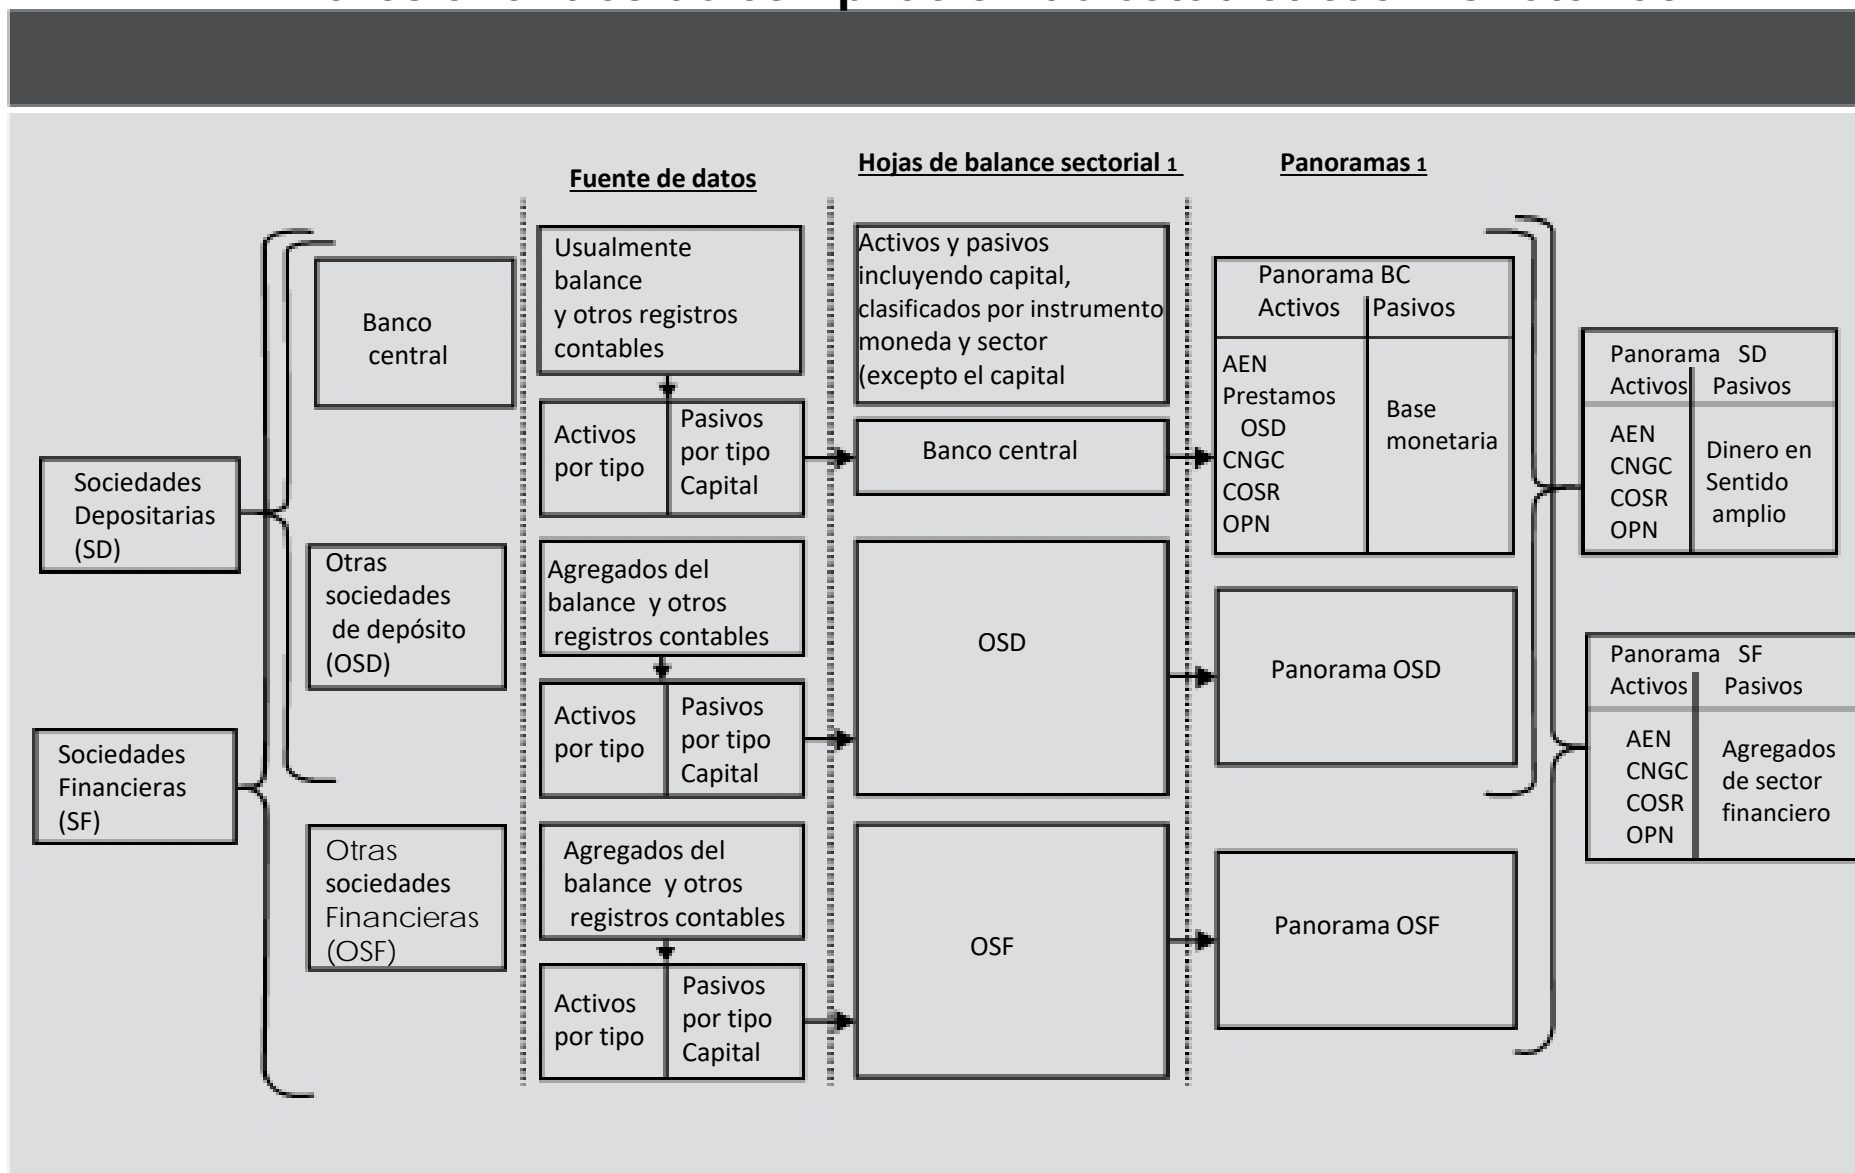 Fuente de datos
Hojas de balance sectorial 1
Panoramas 1
Sociedades
Depositarias
(SD)
Sociedades
Financieras
(SF)
Banco
central
Otras
sociedades
de depósito
(OSD)
Otras
sociedades
Financieras
(OSF)
Usualmente
balance
y otros registros
contables
Activos
por tipo
Pasivos
por tipo
Capital
Agregados del
balance y otros
registros contables
Activos
por tipo
Pasivos
por tipo
Capital
Agregados del
balance y otros
registros contables
Activos
por tipo
Pasivos
por tipo
Capital
Activos y pasivos
incluyendo capital,
clasificados por instrumento
moneda y sector
(excepto el capital
Banco central
OSD
OSF
Panorama BC
Activos Pasivos
AEN
Prestamos
OSD
CNGC
COSR
OPN
Base
monetaria
Panorama OSD
Panorama OSF
Panorama SD
Activos Pasivos
AEN
CNGC
COSR
OPN
Dinero en
Sentido
amplio
Panorama SF
Activos Pasivos
AEN
CNGC
COSR
OPN
Agregados
de sector
financiero